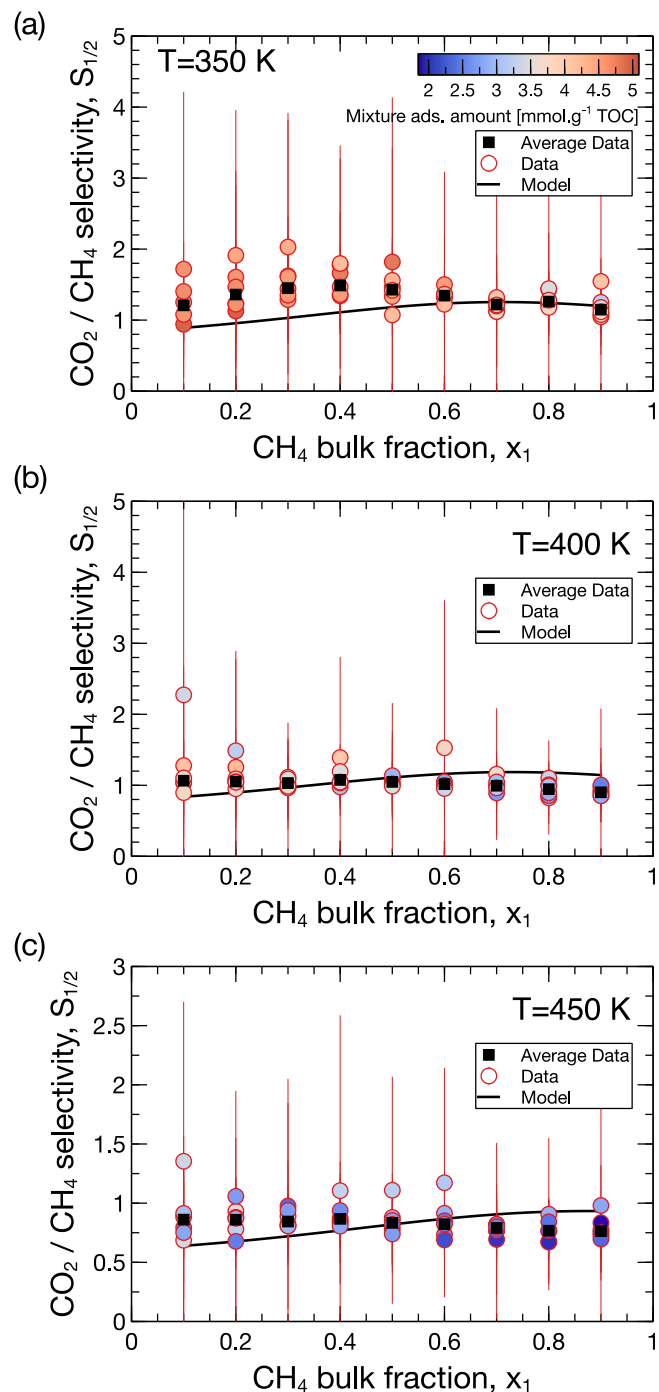 (a)
T=350 K
2 2.5 3 3.5 4 4.5 5
Mixture ads. amount [mmol.g⁻¹ TOC]
Average Data
Data
Model
5
4
3
2
1
0
CO₂ / CH₄ selectivity, S₁/₂
0 0.2 0.4 0.6 0.8 1
CH₄ bulk fraction, x₁
(b)
T=400 K
Average Data
Data
Model
5
4
3
2
1
0
CO₂ / CH₄ selectivity, S₁/₂
0 0.2 0.4 0.6 0.8 1
CH₄ bulk fraction, x₁
(c)
T=450 K
Average Data
Data
Model
3
2.5
2
1.5
1
0.5
0
CO₂ / CH₄ selectivity, S₁/₂
0 0.2 0.4 0.6 0.8 1
CH₄ bulk fraction, x₁